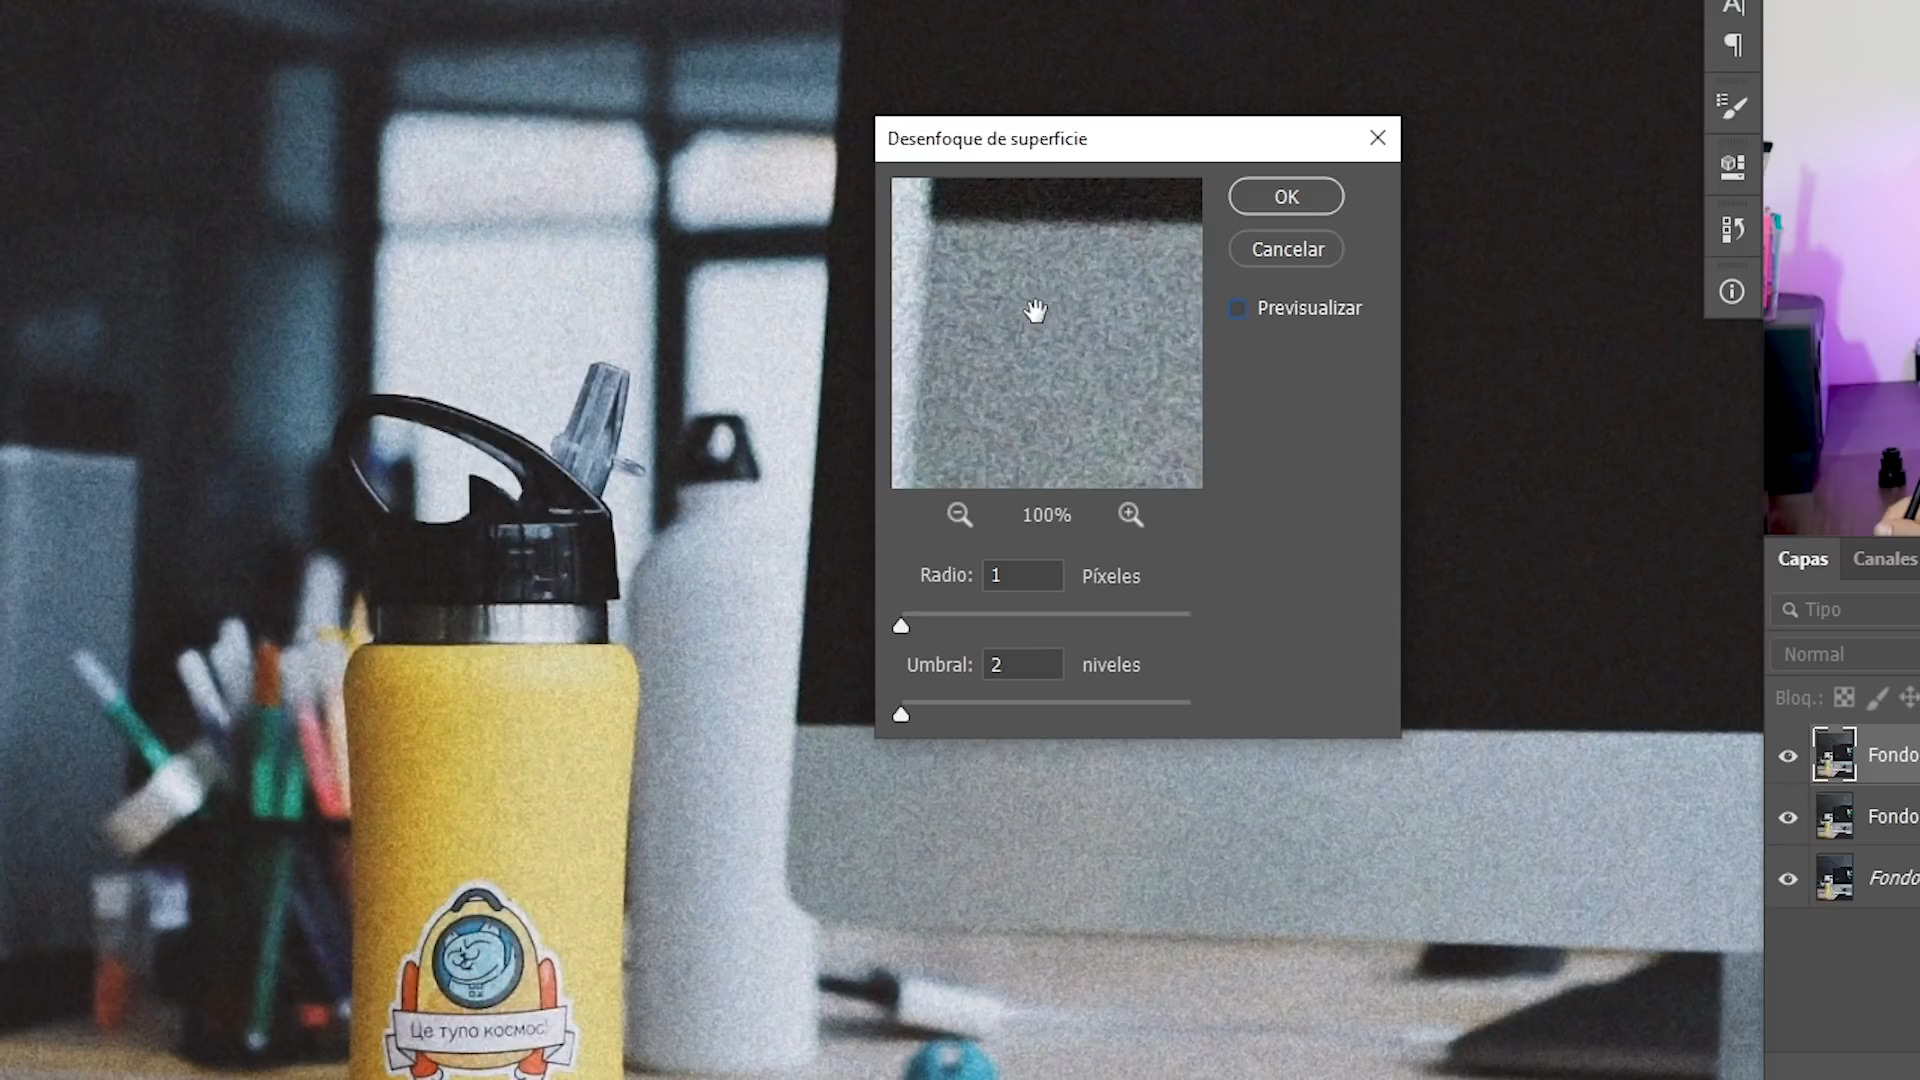 Desenfoque de superficie
OK
Cancelar
Previsualizar
100%
Radio: 1 Píxeles
Umbral: 2 niveles
Capas Canales
Tipo
Normal
Bloq.:
Fondo
Fondo
Fondo
Це тупо космос!